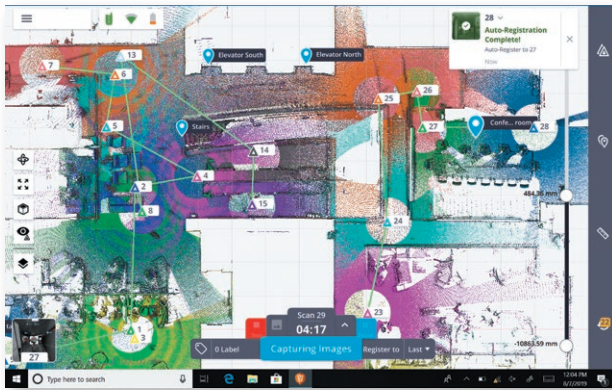 28
Auto-Registration
Complete!
Auto-Register to 27
Now
13
Elevator South
Elevator North
7
6
25
26
5
Stairs
27
Confe... room
28
14
4
2
8
15
484.36 mm
24
23
1
3
Scan 29
04:17
27
0 Label
Capturing Images
Register to
Last
-10863.59 mm
22
Type here to search
12:04 PM
8/7/2019